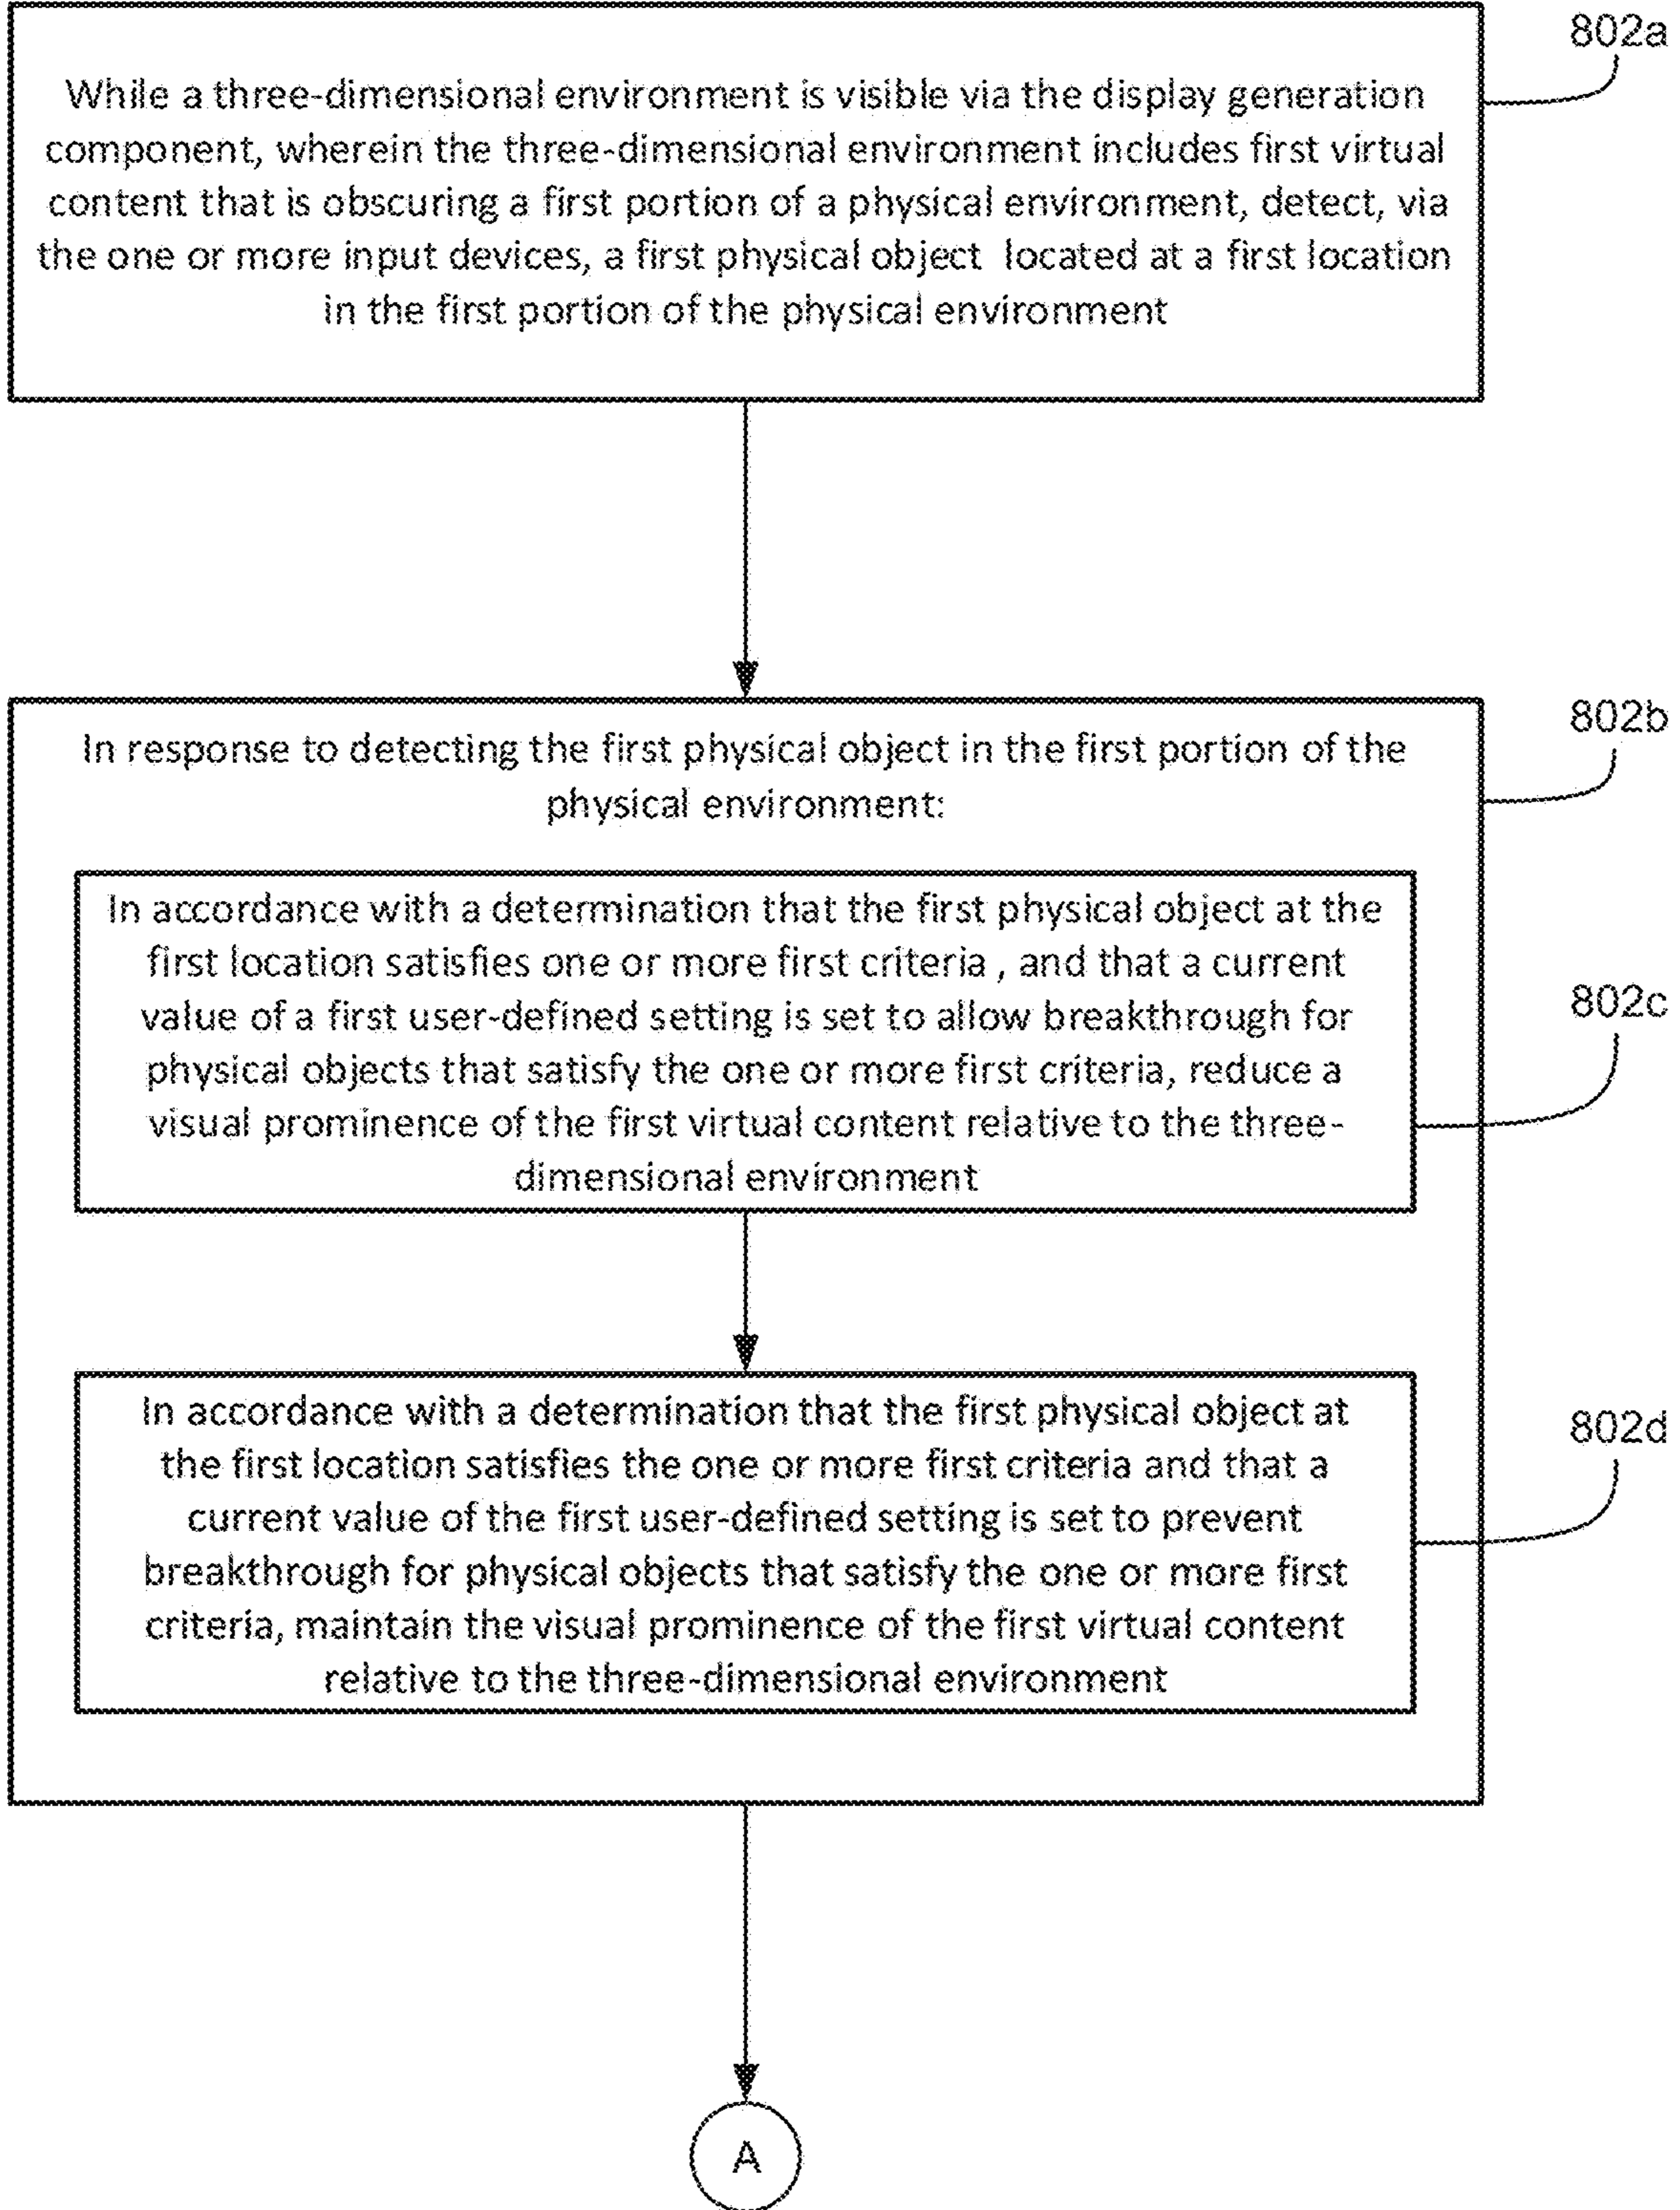 802a
While a three-dimensional environment is visible via the display generation
component, wherein the three-dimensional environment includes first virtual
content that is obscuring a first portion of a physical environment, detect, via
the one or more input devices, a first physical object located at a first location
in the first portion of the physical environment
802b
In response to detecting the first physical object in the first portion of the
physical environment:
In accordance with a determination that the first physical object at the
first location satisfies one or more first criteria , and that a current
value of a first user-defined setting is set to allow breakthrough for
physical objects that satisfy the one or more first criteria, reduce a
visual prominence of the first virtual content relative to the three-
dimensional environment
802c
In accordance with a determination that the first physical object at
the first location satisfies the one or more first criteria and that a
current value of the first user-defined setting is set to prevent
breakthrough for physical objects that satisfy the one or more first
criteria, maintain the visual prominence of the first virtual content
relative to the three-dimensional environment
802d
A